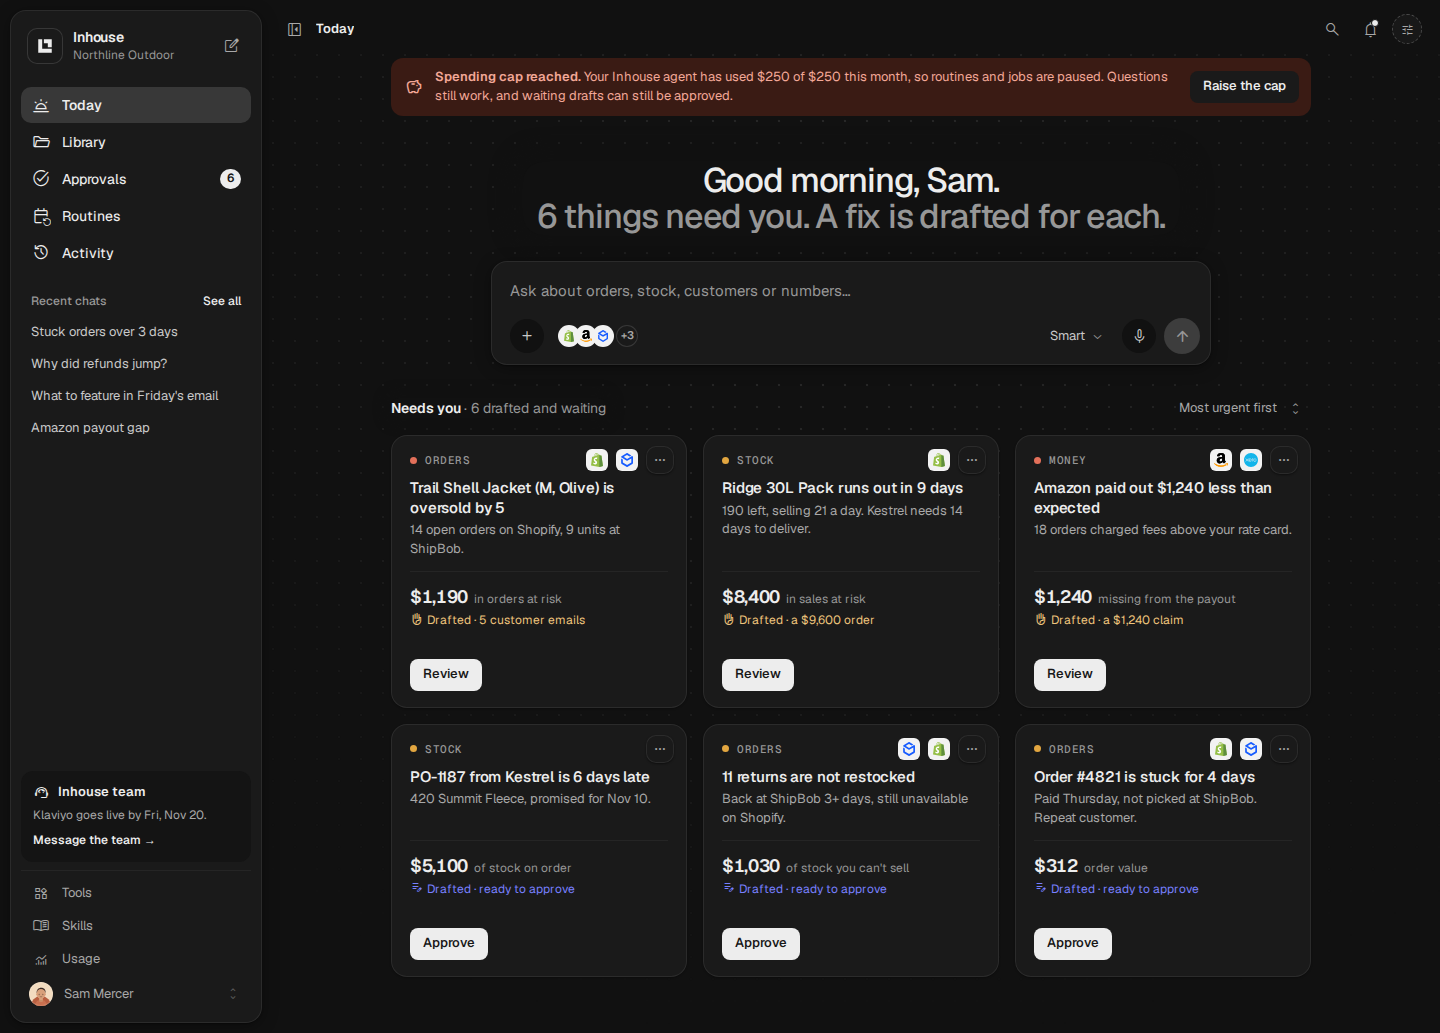 Inhouse
Northline Outdoor
Today
Library
Approvals
6
Routines
Activity
Recent chats
See all
Stuck orders over 3 days
Why did refunds jump?
What to feature in Friday's email
Amazon payout gap
Inhouse team
Klaviyo goes live by Fri, Nov 20.
Message the team →
Tools
Skills
Usage
Sam Mercer
Today
Spending cap reached. Your Inhouse agent has used $250 of $250 this month, so routines and jobs are paused. Questions
still work, and waiting drafts can still be approved.
Raise the cap
Good morning, Sam.
6 things need you. A fix is drafted for each.
Ask about orders, stock, customers or numbers…
+3
Smart
Needs you · 6 drafted and waiting
Most urgent first
ORDERS
Trail Shell Jacket (M, Olive) is
oversold by 5
14 open orders on Shopify, 9 units at
ShipBob.
$1,190 in orders at risk
Drafted · 5 customer emails
Review
STOCK
Ridge 30L Pack runs out in 9 days
190 left, selling 21 a day. Kestrel needs 14
days to deliver.
$8,400 in sales at risk
Drafted · a $9,600 order
Review
MONEY
Amazon paid out $1,240 less than
expected
18 orders charged fees above your rate card.
$1,240 missing from the payout
Drafted · a $1,240 claim
Review
STOCK
PO-1187 from Kestrel is 6 days late
420 Summit Fleece, promised for Nov 10.
$5,100 of stock on order
Drafted · ready to approve
Approve
ORDERS
11 returns are not restocked
Back at ShipBob 3+ days, still unavailable
on Shopify.
$1,030 of stock you can't sell
Drafted · ready to approve
Approve
ORDERS
Order #4821 is stuck for 4 days
Paid Thursday, not picked at ShipBob.
Repeat customer.
$312 order value
Drafted · ready to approve
Approve